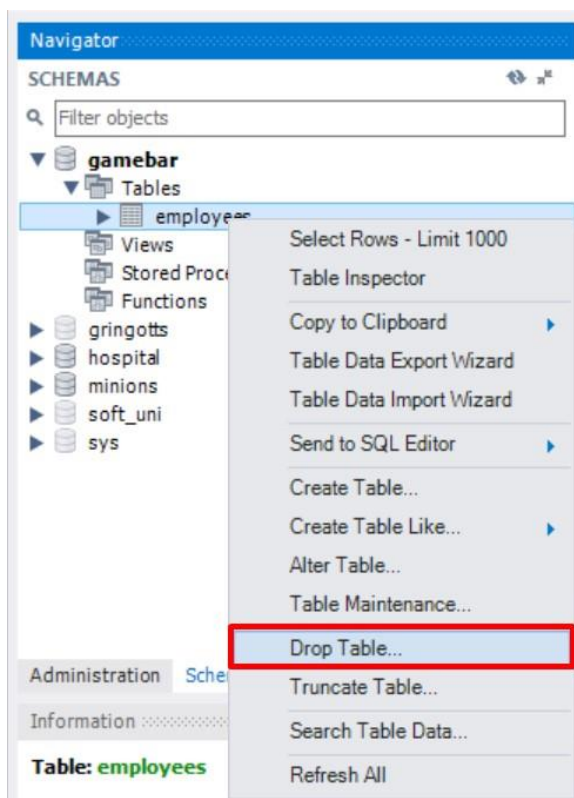 Navigator
SCHEMAS
Filter objects
gamebar
Tables
employees
Views
Stored Proce
Functions
gringotts
hospital
minions
soft_uni
sys
Select Rows - Limit 1000
Table Inspector
Copy to Clipboard
Table Data Export Wizard
Table Data Import Wizard
Send to SQL Editor
Create Table...
Create Table Like...
Alter Table...
Table Maintenance...
Drop Table...
Truncate Table...
Search Table Data...
Refresh All
Administration Sche
Information
Table: employees